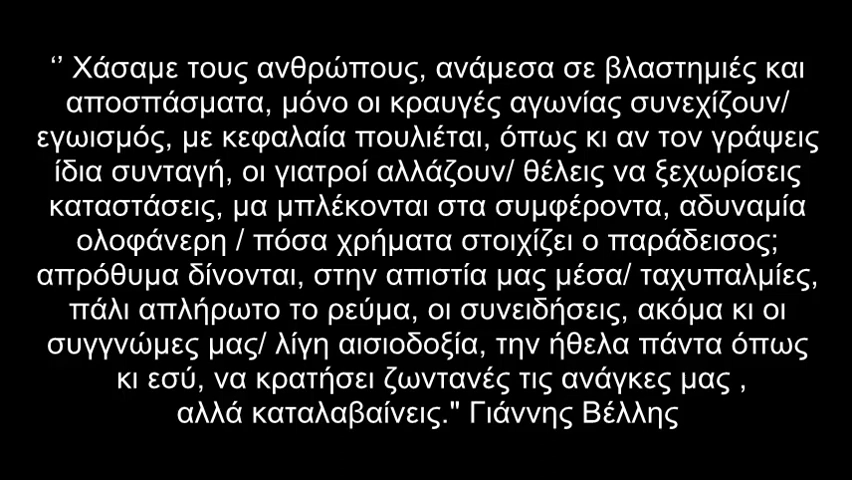 ‘’ Χάσαμε τους ανθρώπους, ανάμεσα σε βλαστημιές και
αποσπάσματα, μόνο οι κραυγές αγωνίας συνεχίζουν/
εγωισμός, με κεφαλαία πουλιέται, όπως κι αν τον γράψεις
ίδια συνταγή, οι γιατροί αλλάζουν/ θέλεις να ξεχωρίσεις
καταστάσεις, μα μπλέκονται στα συμφέροντα, αδυναμία
ολοφάνερη / πόσα χρήματα στοιχίζει ο παράδεισος;
απρόθυμα δίνονται, στην απιστία μας μέσα/ ταχυπαλμίες,
πάλι απλήρωτο το ρεύμα, οι συνειδήσεις, ακόμα κι οι
συγγνώμες μας/ λίγη αισιοδοξία, την ήθελα πάντα όπως
κι εσύ, να κρατήσει ζωντανές τις ανάγκες μας ,
αλλά καταλαβαίνεις." Γιάννης Βέλλης